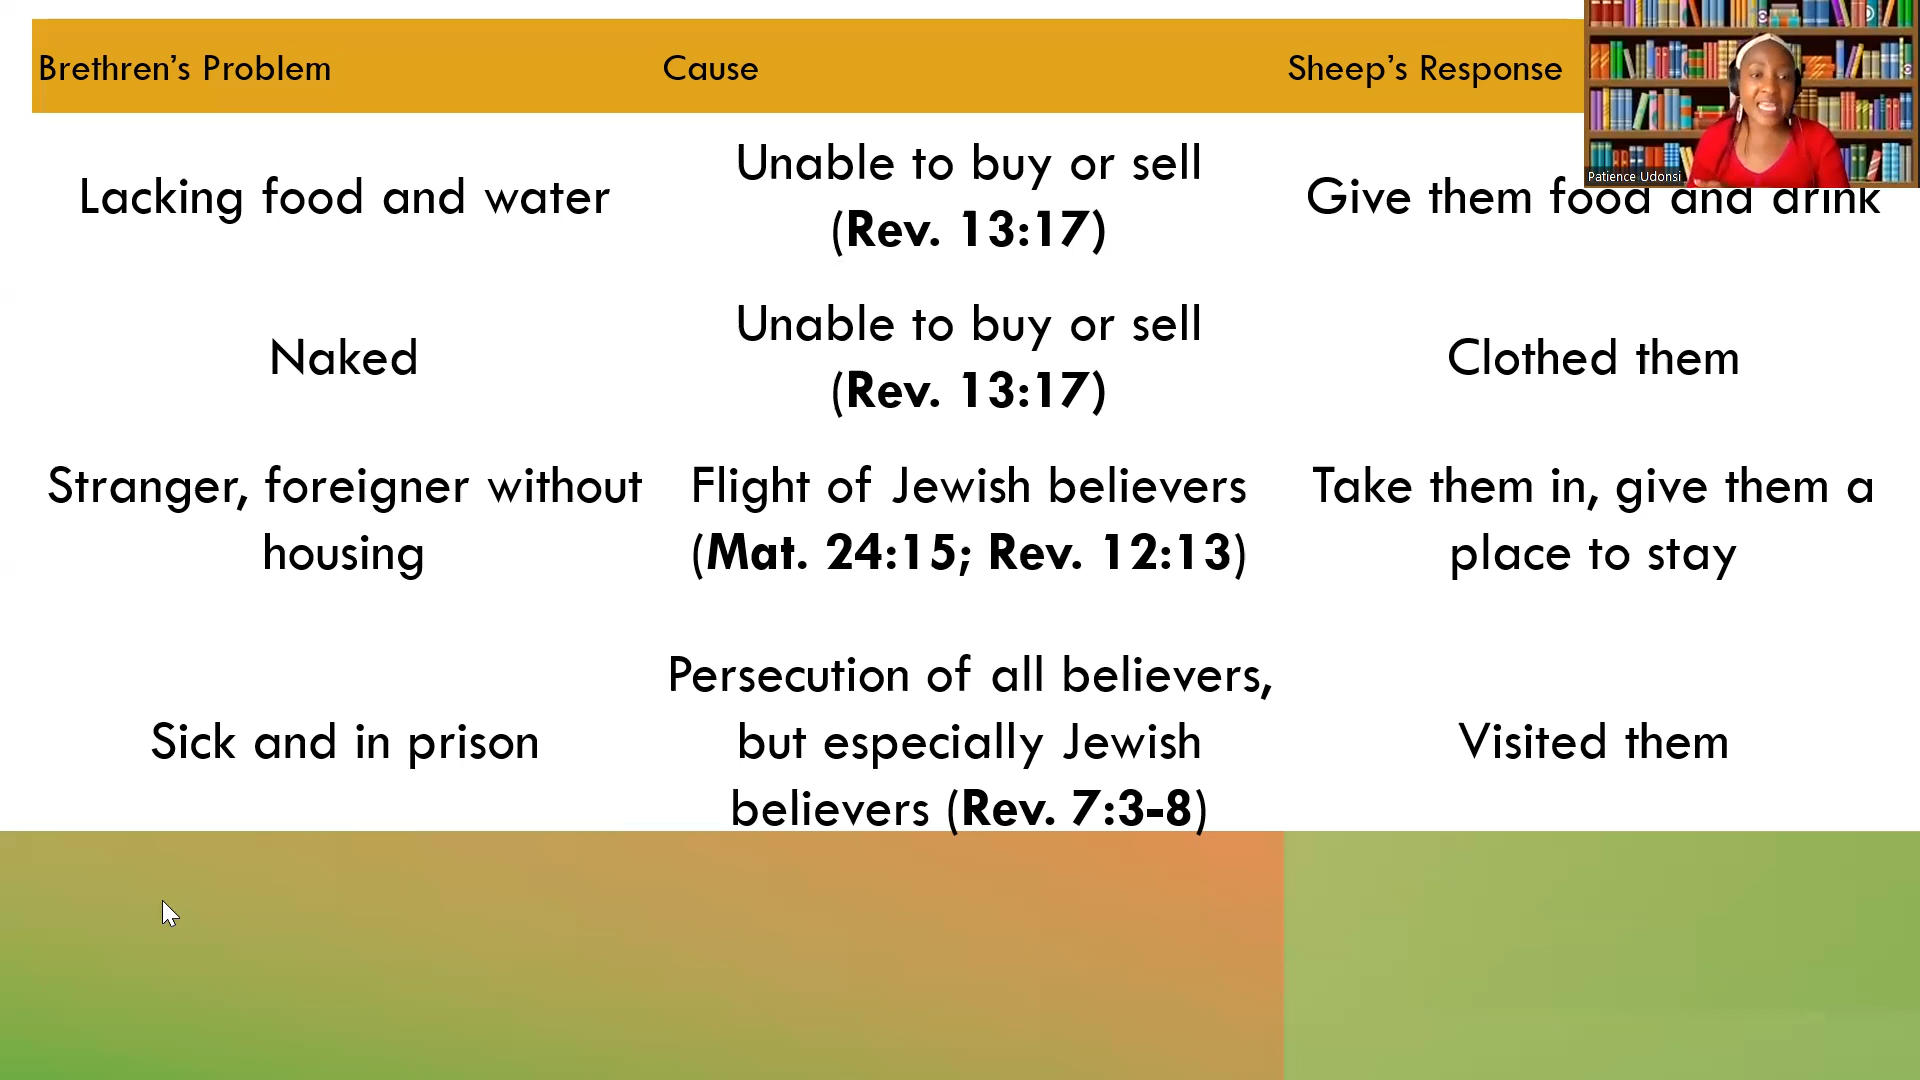 Brethren's Problem
Cause
Sheep's Response
Patience Udonsi
Lacking food and water
Unable to buy or sell
(Rev. 13:17)
Give them food and drink
Naked
Unable to buy or sell
(Rev. 13:17)
Clothed them
Stranger, foreigner without
housing
Flight of Jewish believers
(Mat. 24:15; Rev. 12:13)
Take them in, give them a
place to stay
Sick and in prison
Persecution of all believers,
but especially Jewish
believers (Rev. 7:3-8)
Visited them